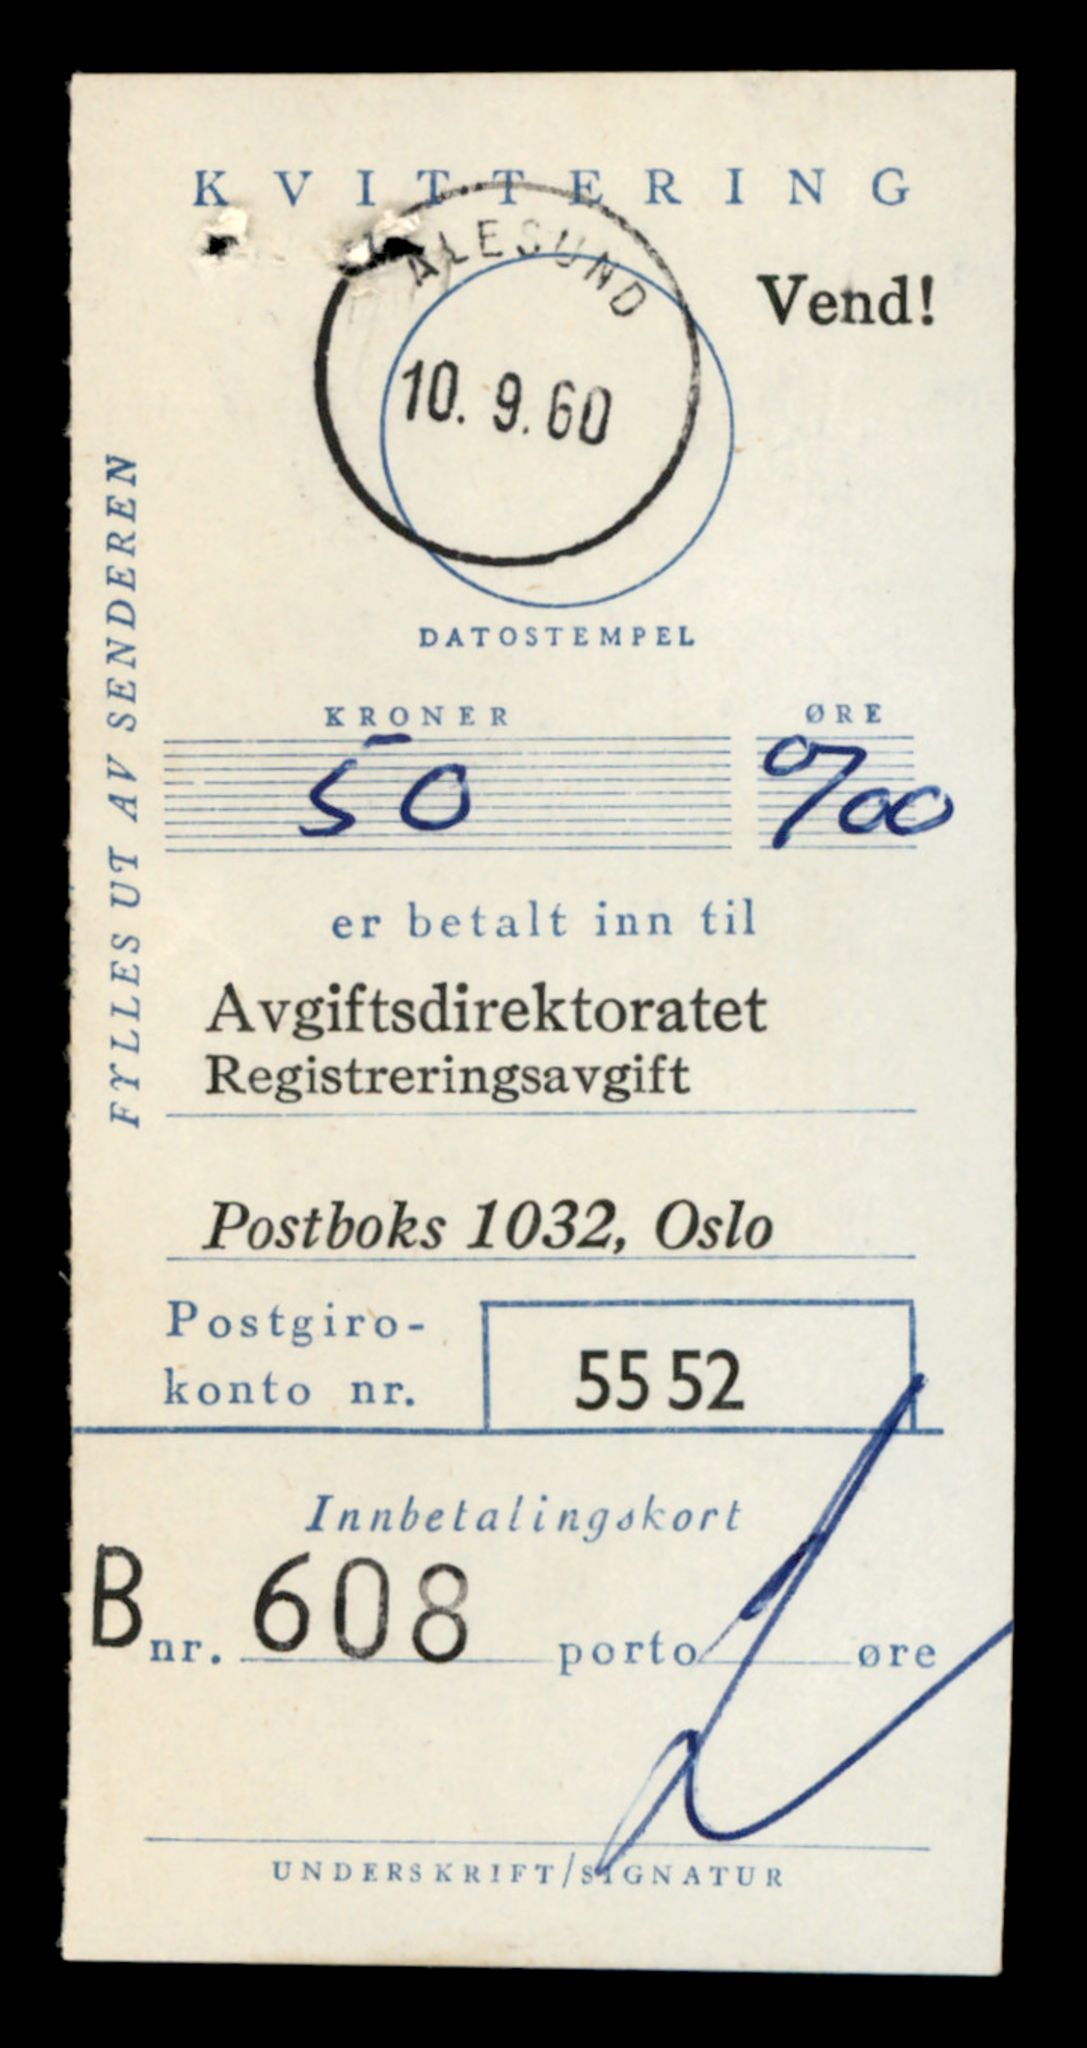 KVITTERING
ÅLESUND
Vend!
10. 9. 60
DATOSTEMPEL
FYLLES UT AV SENDEREN
KRONER ØRE
50 %00
er betalt inn til
Avgiftsdirektoratet
Registreringsavgift
Postboks 1032, Oslo
Postgiro-
konto nr. 55 52
Innbetalingskort
B nr. 608 porto øre
UNDERSKRIFT/SIGNATUR